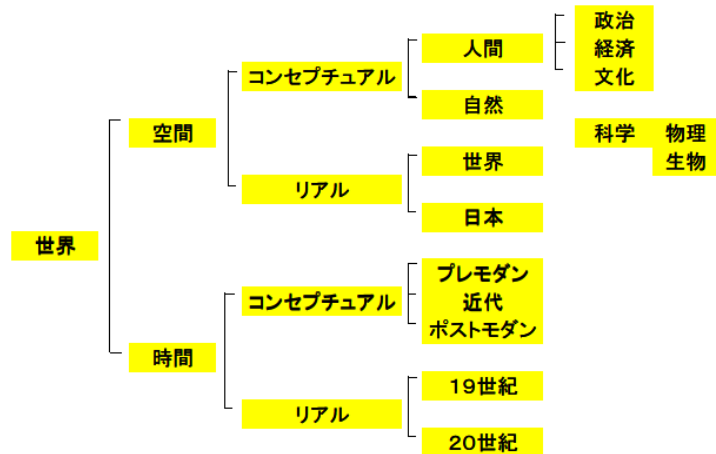 政治
人間
経済
コンセプチュアル
文化
自然
空間
科学 物理
世界
生物
リアル
日本
世界
プレモダン
コンセプチュアル
近代
ポストモダン
時間
19世紀
リアル
20世紀